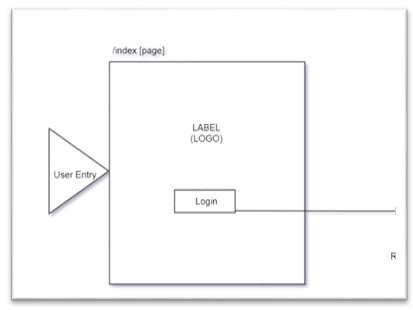 /index [page]
LABEL
(LOGO)
User Entry
Login